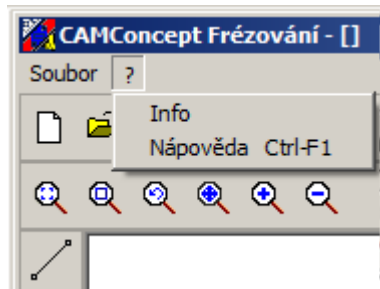 CAMConcept Frézování - []
Soubor ?
Info
Nápověda Ctrl-F1